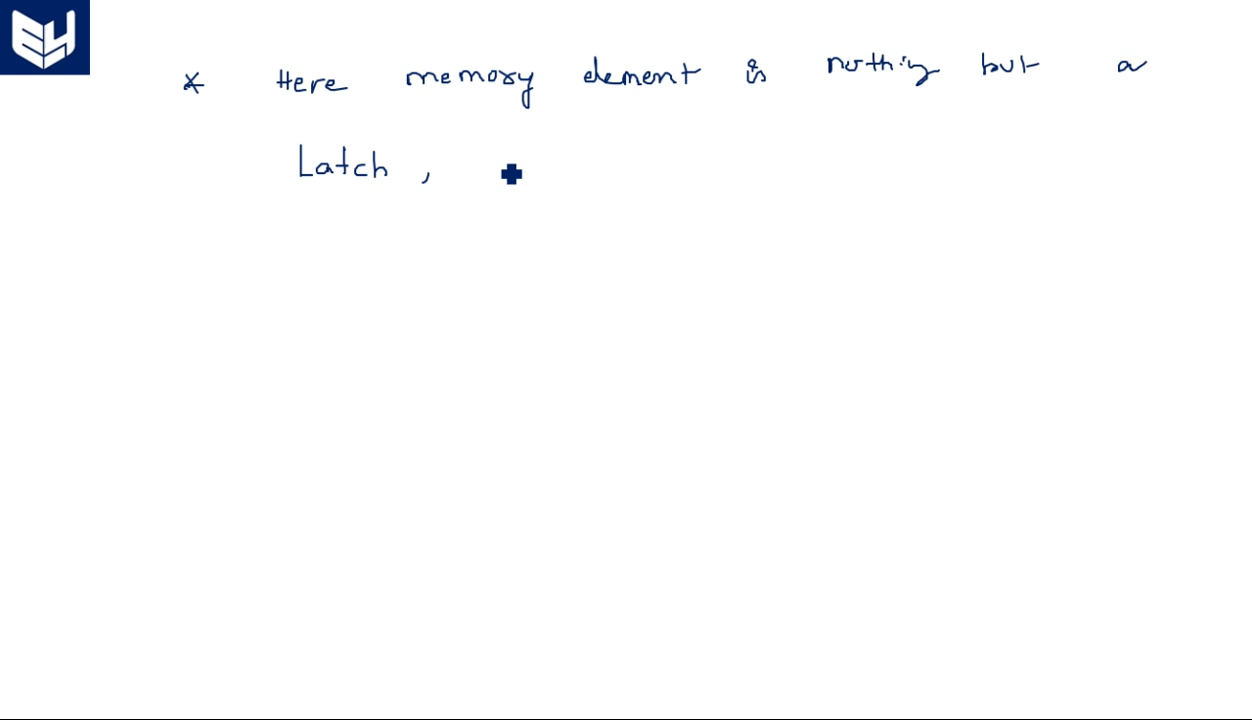 * Here memory element is nothing but a
Latch ,